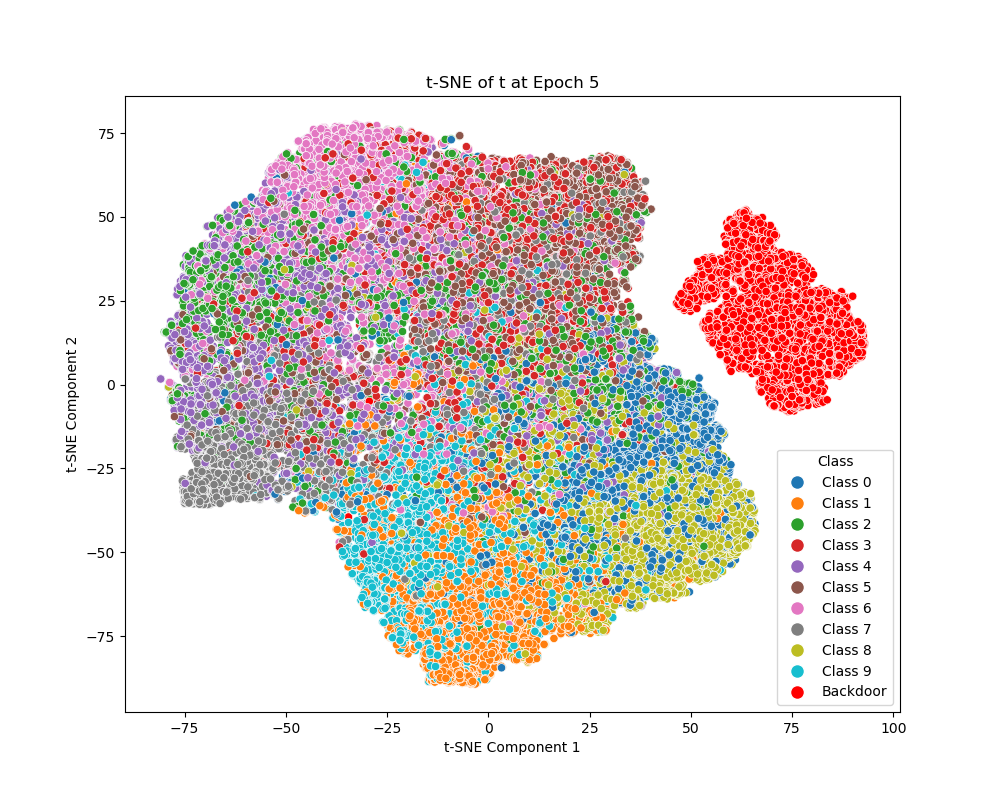 t-SNE of t at Epoch 5
t-SNE Component 2
75
50
25
0
−25
−50
−75
−75
−50
−25
0
25
50
75
100
t-SNE Component 1
Class
Class 0
Class 1
Class 2
Class 3
Class 4
Class 5
Class 6
Class 7
Class 8
Class 9
Backdoor